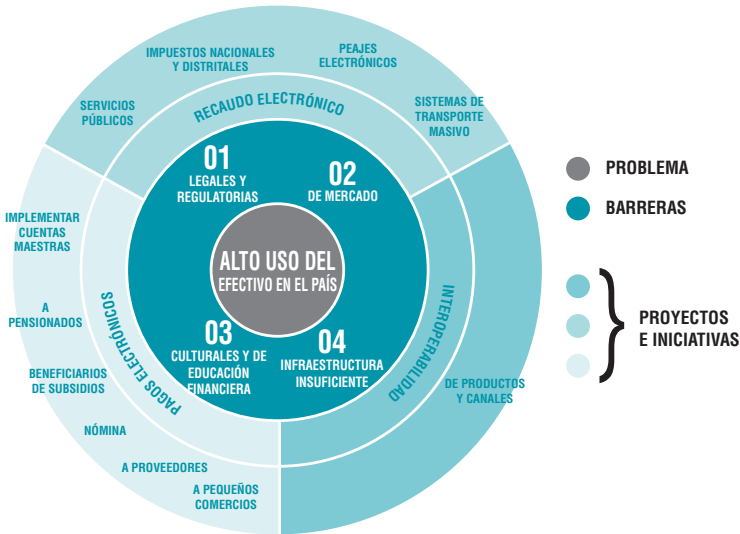 IMPUESTOS NACIONALES
Y DISTRITALES
PEAJES
ELECTRÓNICOS
SERVICIOS
PÚBLICOS
SISTEMAS DE
TRANSPORTE
MASIVO
RECAUDO ELECTRÓNICO
01
LEGALES Y
REGULATORIAS
02
DE MERCADO
ALTO USO DEL
EFECTIVO EN EL PAÍS
03
CULTURALES Y DE
EDUCACIÓN
FINANCIERA
04
INFRAESTRUCTURA
INSUFICIENTE
PAGOS ELECTRÓNICOS
INTEROPERABILIDAD
IMPLEMENTAR
CUENTAS
MAESTRAS
A
PENSIONADOS
BENEFICIARIOS
DE SUBSIDIOS
NÓMINA
A PROVEEDORES
A PEQUEÑOS
COMERCIOS
DE PRODUCTOS
Y CANALES
PROBLEMA
BARRERAS
PROYECTOS
E INICIATIVAS